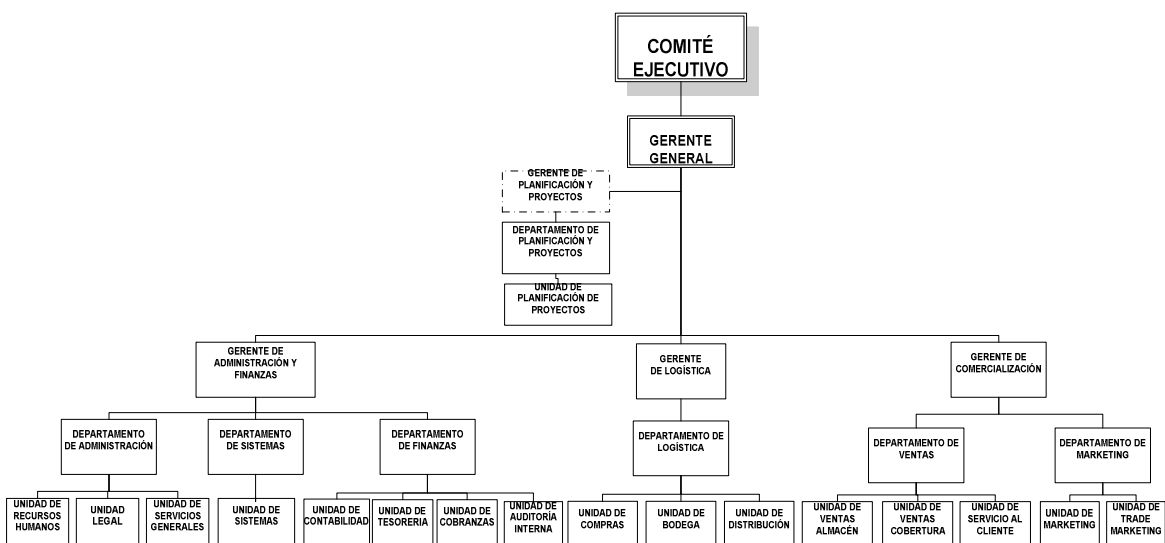 COMITÉ
EJECUTIVO
GERENTE
GENERAL
GERENTE DE
PLANIFICACIÓN Y
PROYECTOS
DEPARTAMENTO DE
PLANIFICACIÓN Y
PROYECTOS
UNIDAD DE
PLANIFICACIÓN DE
PROYECTOS
GERENTE DE
ADMINISTRACIÓN Y
FINANZAS
GERENTE
DE LOGÍSTICA
GERENTE DE
COMERCIALIZACIÓN
DEPARTAMENTO
DE ADMINISTRACIÓN
DEPARTAMENTO
DE SISTEMAS
DEPARTAMENTO
DE FINANZAS
DEPARTAMENTO DE
LOGÍSTICA
DEPARTAMENTO DE
VENTAS
DEPARTAMENTO DE
MARKETING
UNIDAD DE
RECURSOS
HUMANOS
UNIDAD
LEGAL
UNIDAD DE
SERVICIOS
GENERALES
UNIDAD DE
SISTEMAS
UNIDAD DE
CONTABILIDAD
UNIDAD DE
TESORERIA
UNIDAD DE
COBRANZAS
UNIDAD DE
AUDITORÍA
INTERNA
UNIDAD DE
COMPRAS
UNIDAD DE
BODEGA
UNIDAD DE
DISTRIBUCIÓN
UNIDAD DE
VENTAS
ALMACÉN
UNIDAD DE
VENTAS
COBERTURA
UNIDAD DE
SERVICIO AL
CLIENTE
UNIDAD DE
MARKETING
UNIDAD DE
TRADE
MARKETING